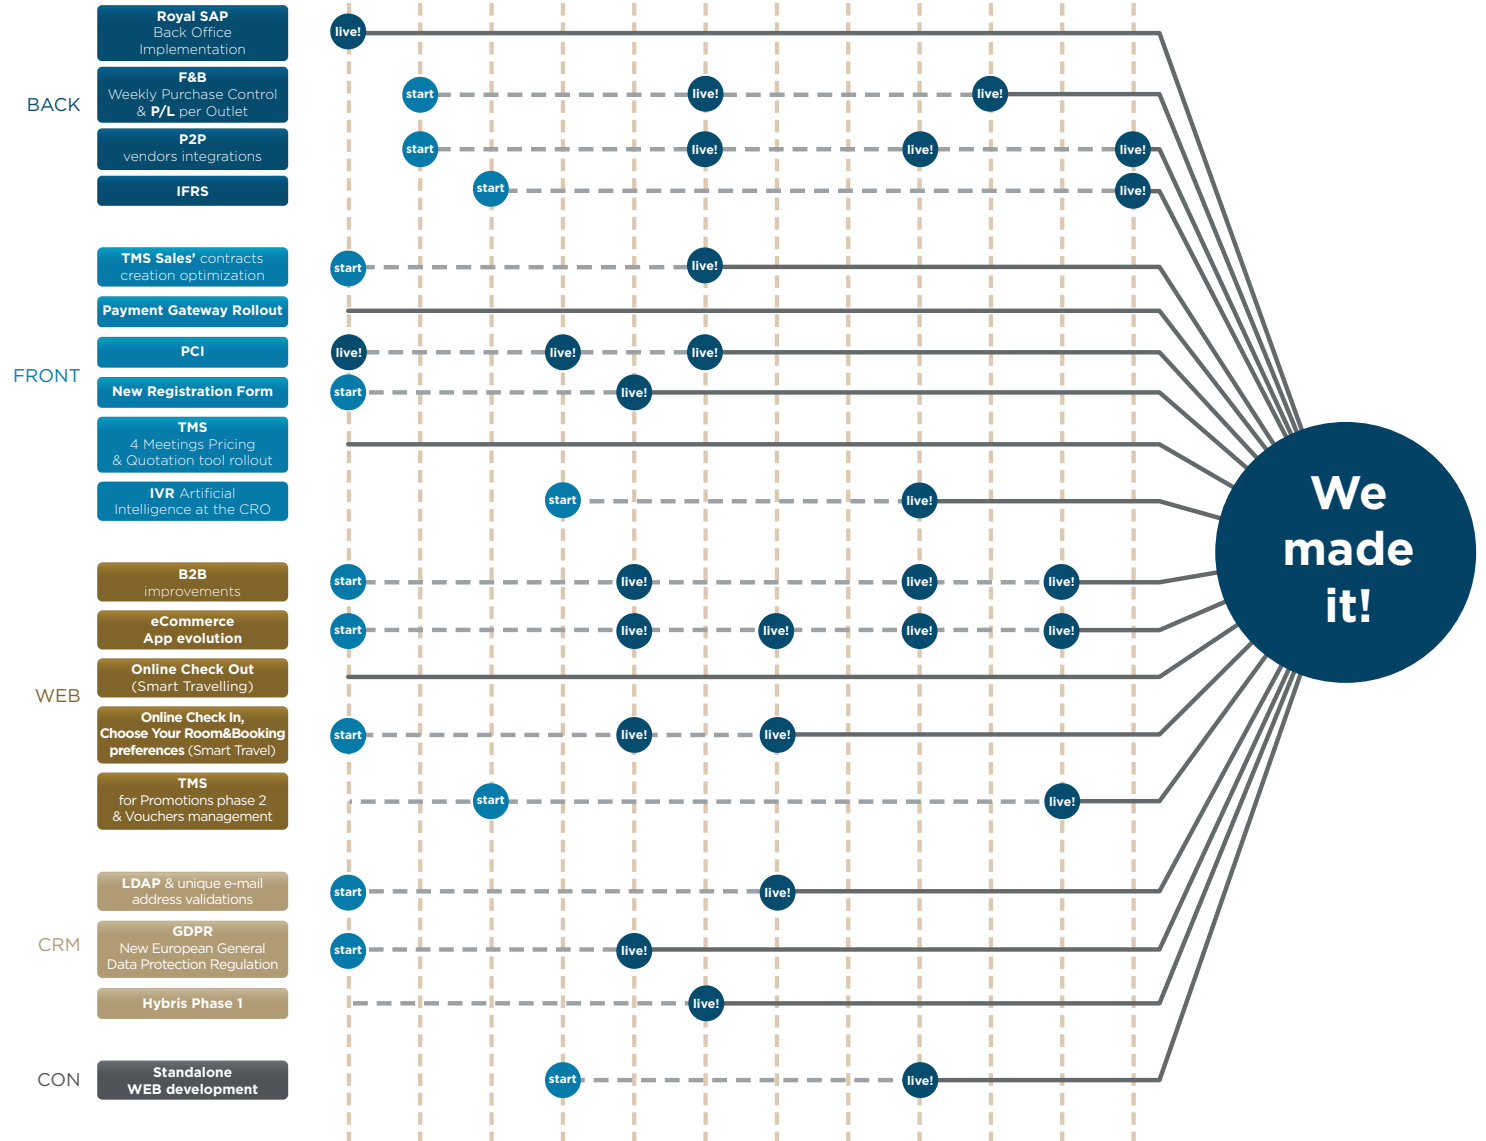 Royal SAP
Back Office
Implementation
live!
BACK
F&B
Weekly Purchase Control
& P/L per Outlet
start
live!
live!
P2P
vendors integrations
start
live!
live!
live!
IFRS
start
live!
FRONT
TMS Sales’ contracts
creation optimization
start
live!
Payment Gateway Rollout
PCI
live!
live!
live!
New Registration Form
start
live!
TMS
4 Meetings Pricing
& Quotation tool rollout
IVR Artificial
Intelligence at the CRO
start
live!
WEB
B2B
improvements
start
live!
live!
live!
eCommerce
App evolution
start
live!
live!
live!
live!
Online Check Out
(Smart Travelling)
Online Check In,
Choose Your Room&Booking
preferences (Smart Travel)
start
live!
live!
TMS
for Promotions phase 2
& Vouchers management
start
live!
CRM
LDAP & unique e-mail
address validations
start
live!
GDPR
New European General
Data Protection Regulation
start
live!
Hybris Phase 1
live!
CON
Standalone
WEB development
start
live!
We
made
it!